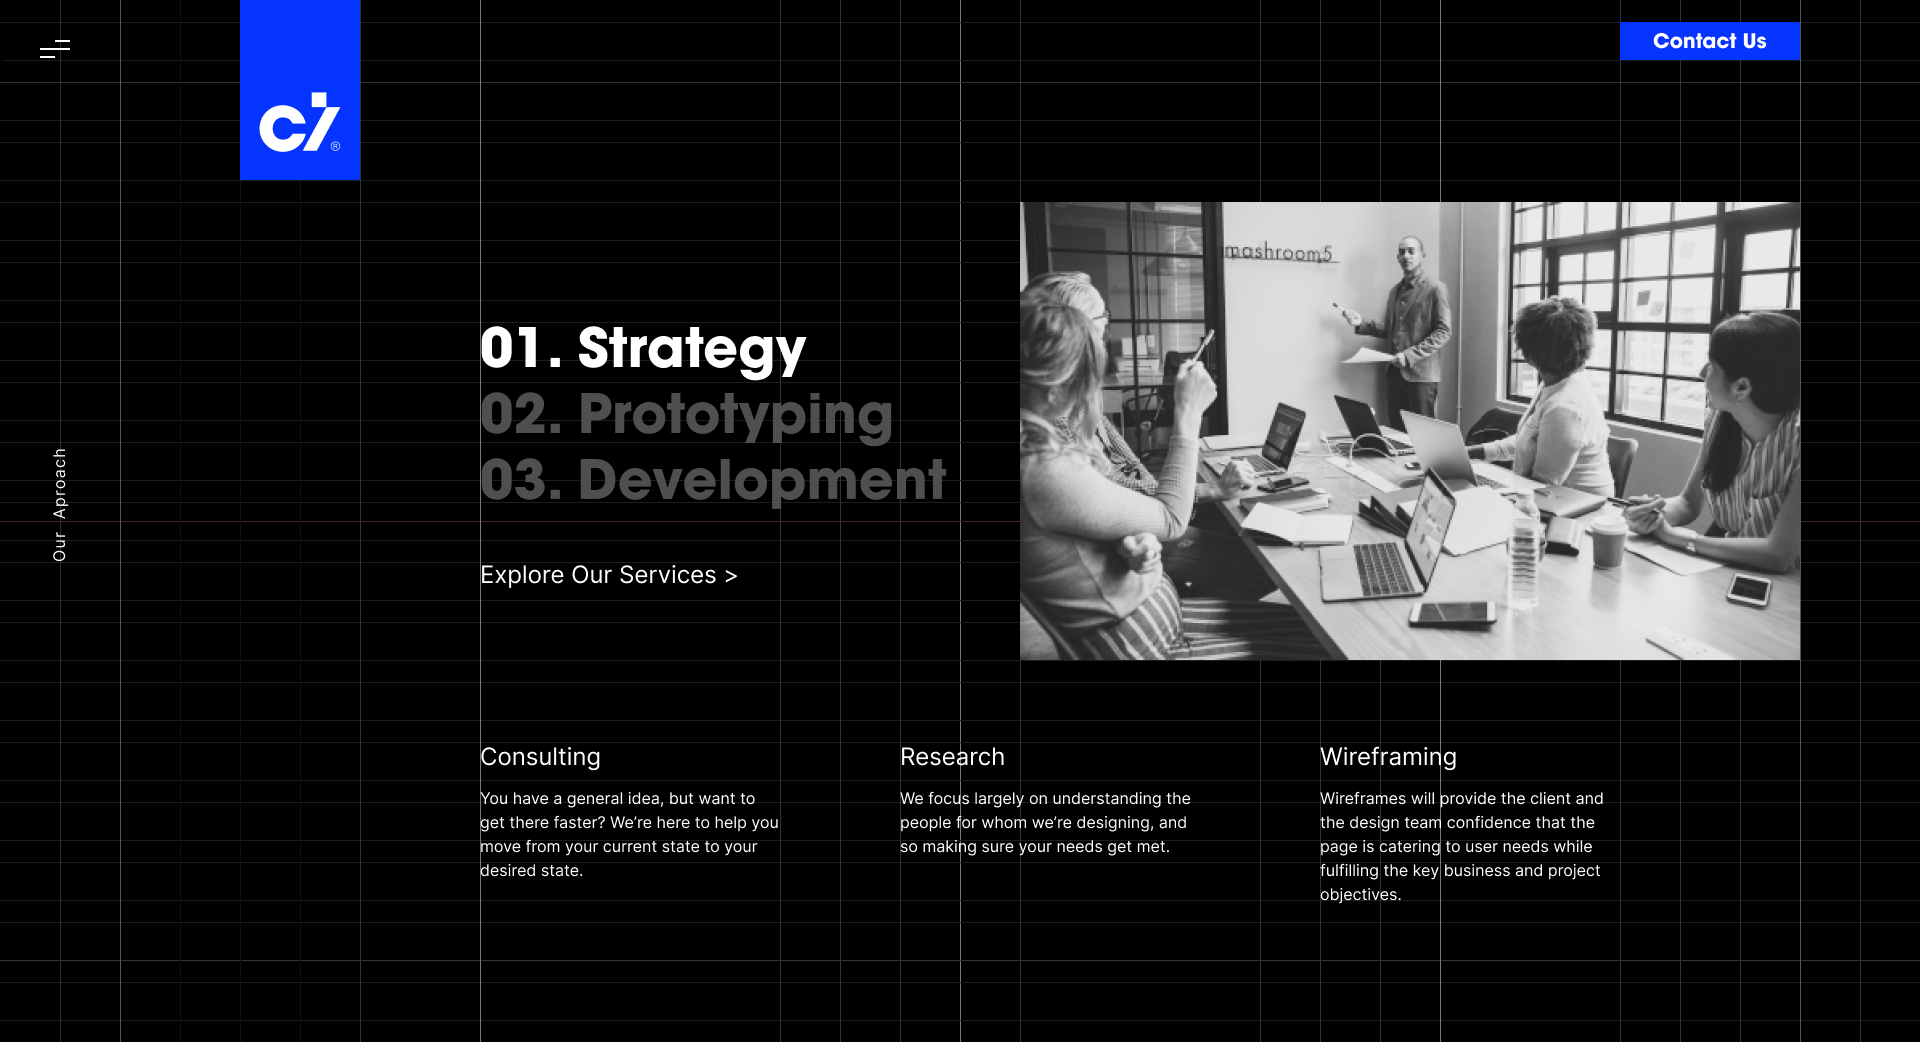 Contact Us
c7®
mashroom5
01. Strategy
02. Prototyping
03. Development
Our Aproach
Explore Our Services >
Consulting
You have a general idea, but want to
get there faster? We’re here to help you
move from your current state to your
desired state.
Research
We focus largely on understanding the
people for whom we’re designing, and
so making sure your needs get met.
Wireframing
Wireframes will provide the client and
the design team confidence that the
page is catering to user needs while
fulfilling the key business and project
objectives.